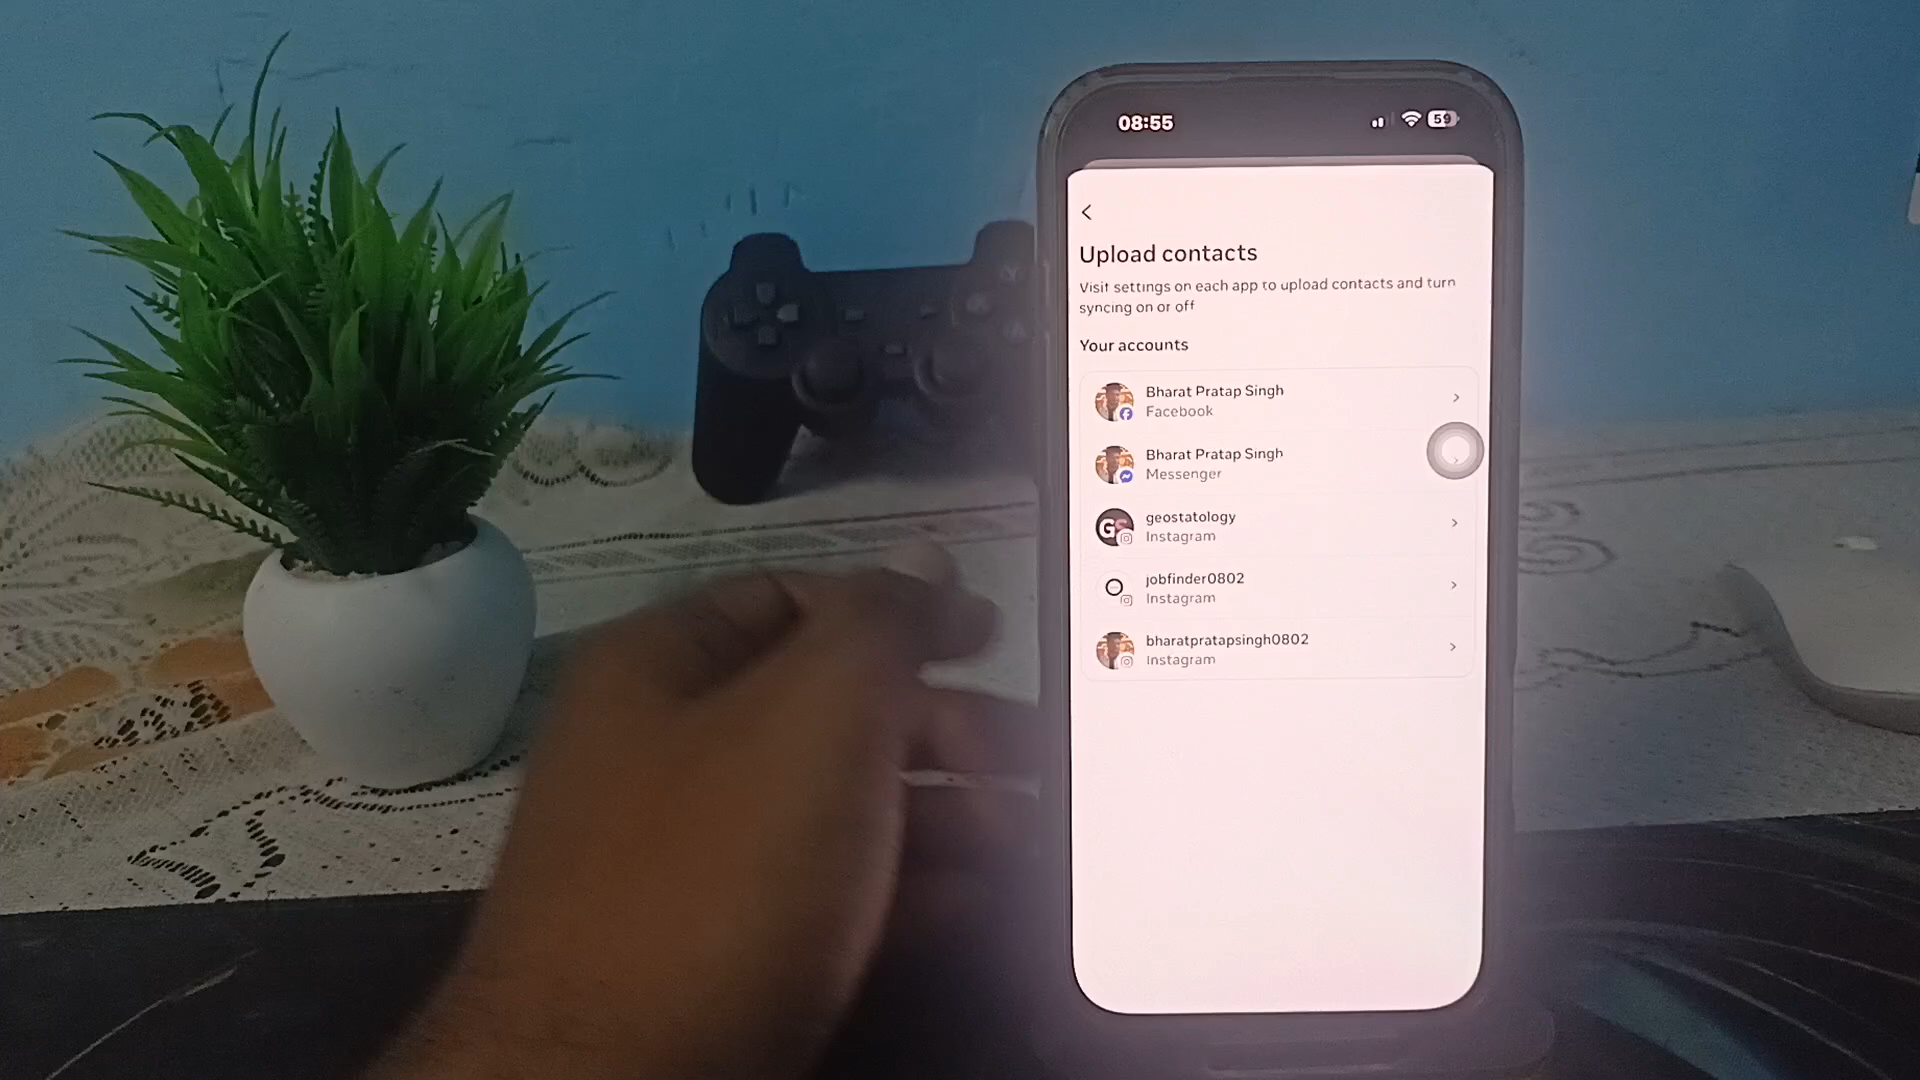 08:55
59
Upload contacts
Visit settings on each app to upload contacts and turn
syncing on or off
Your accounts
Bharat Pratap Singh
Facebook
Bharat Pratap Singh
Messenger
GS
geostatology
Instagram
jobfinder0802
Instagram
bharatpratapsingh0802
Instagram